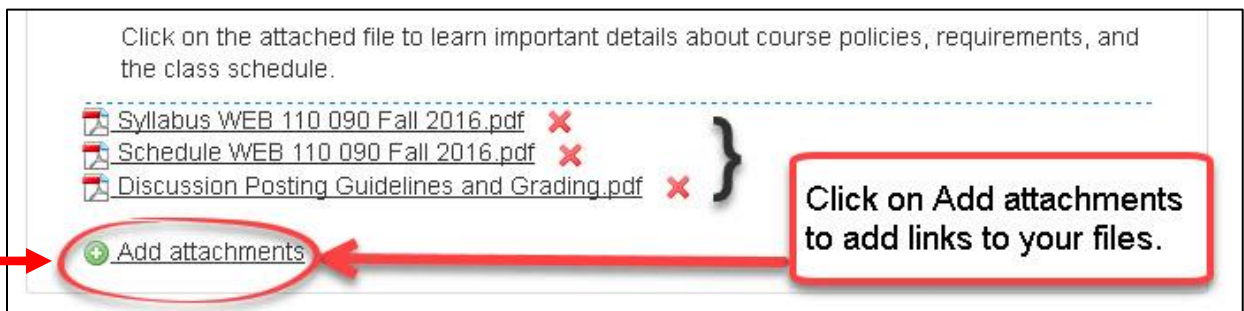 Click on the attached file to learn important details about course policies, requirements, and
the class schedule.
Syllabus WEB 110 090 Fall 2016.pdf
Schedule WEB 110 090 Fall 2016.pdf
Discussion Posting Guidelines and Grading.pdf
}
Click on Add attachments
to add links to your files.
Add attachments